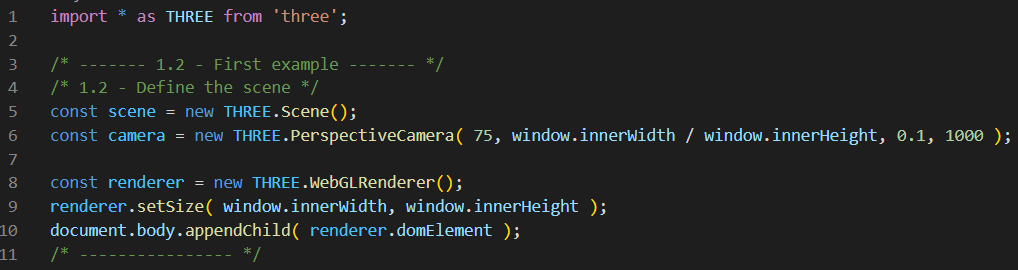 1 import * as THREE from 'three';
2
3 /* ------- 1.2 - First example ------- */
4 /* 1.2 - Define the scene */
5 const scene = new THREE.Scene();
6 const camera = new THREE.PerspectiveCamera( 75, window.innerWidth / window.innerHeight, 0.1, 1000 );
7
8 const renderer = new THREE.WebGLRenderer();
9 renderer.setSize( window.innerWidth, window.innerHeight );
10 document.body.appendChild( renderer.domElement );
11 /* ---------------- */